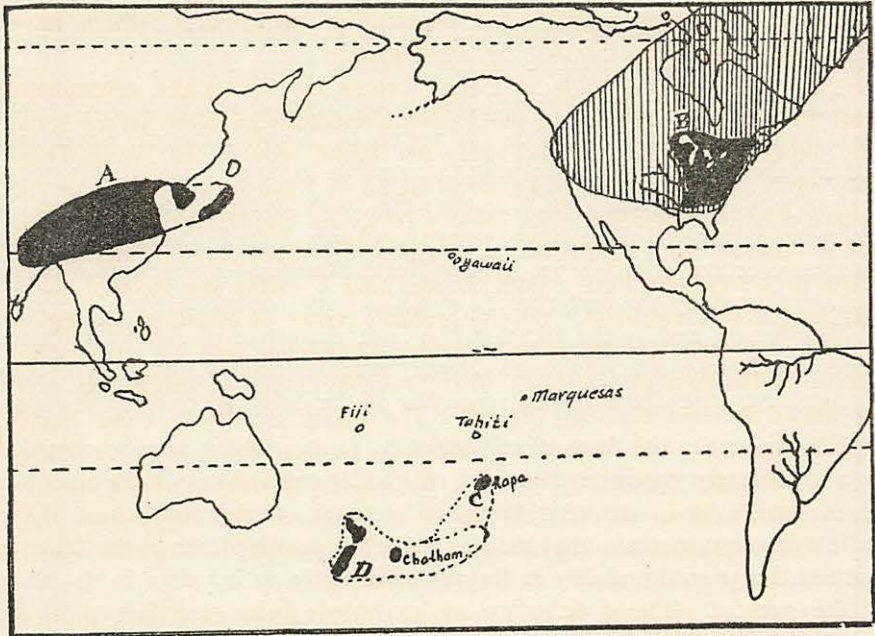 B
A
D
Hawaii
Marquesas
Fiji
Tahiti
Rapa
C
Chatham
D